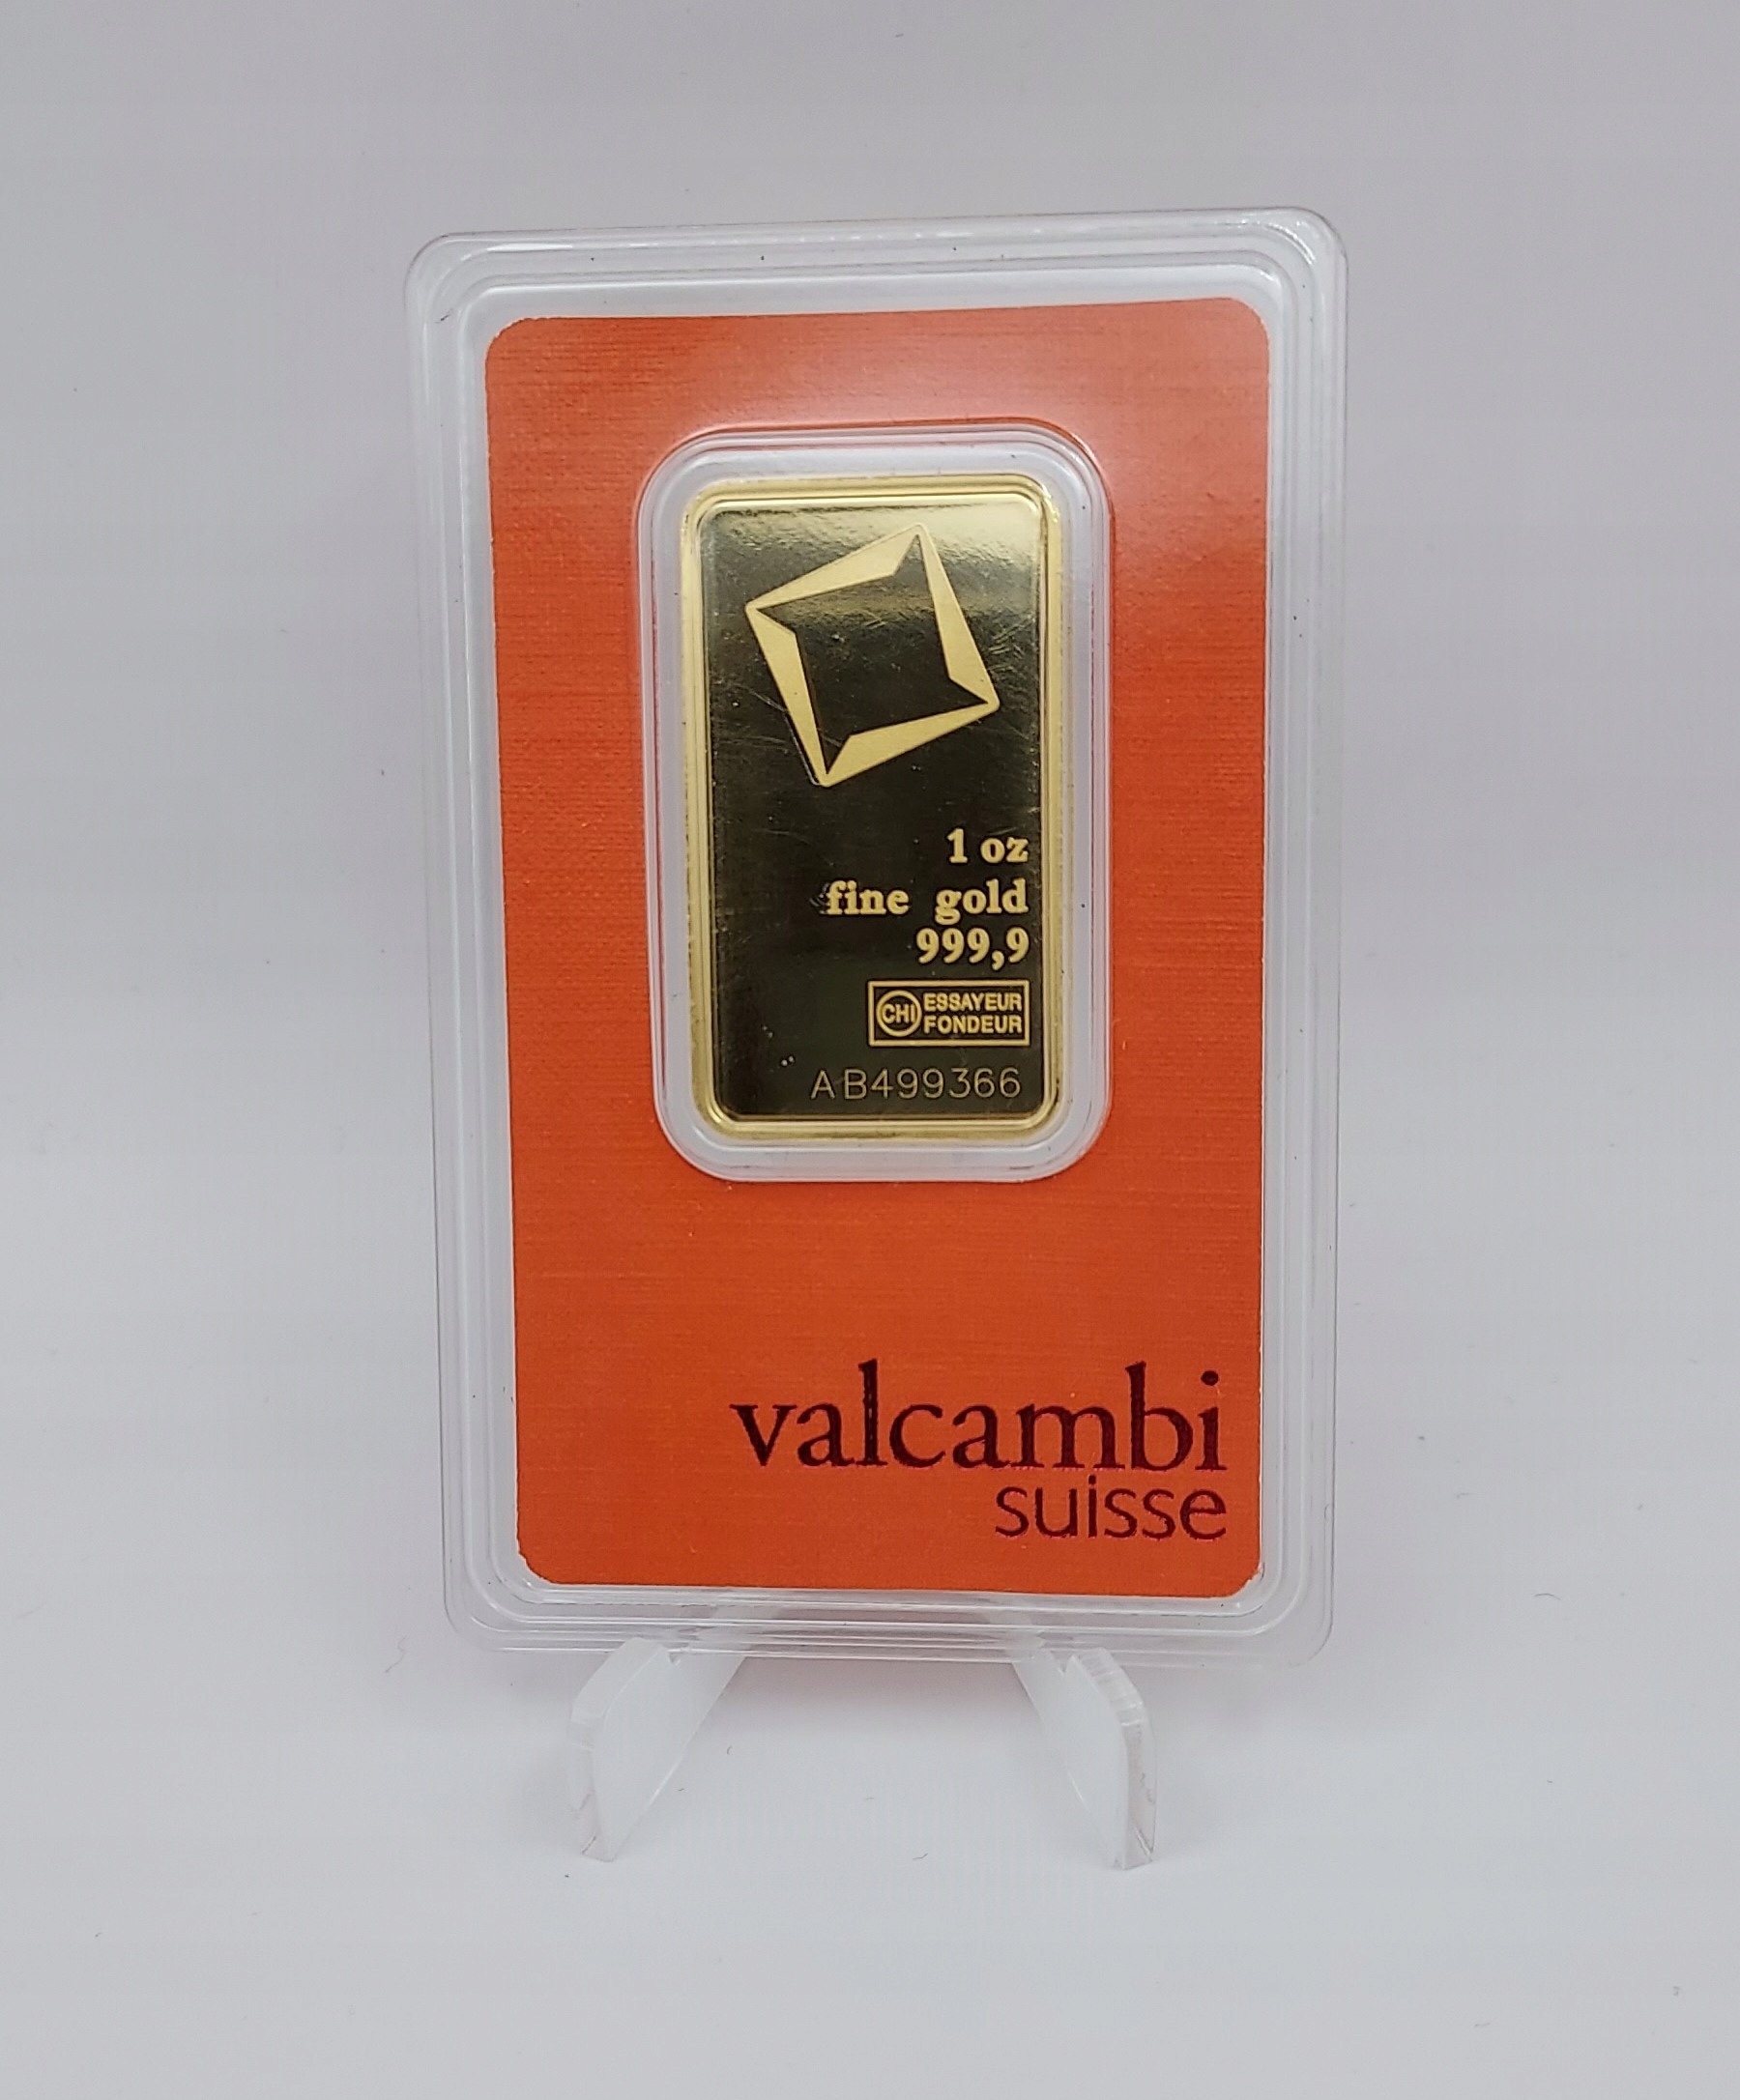 1 oz
fine gold
999,9
CHI ESSAYEUR
FONDEUR
AB499366
valcambi
suisse